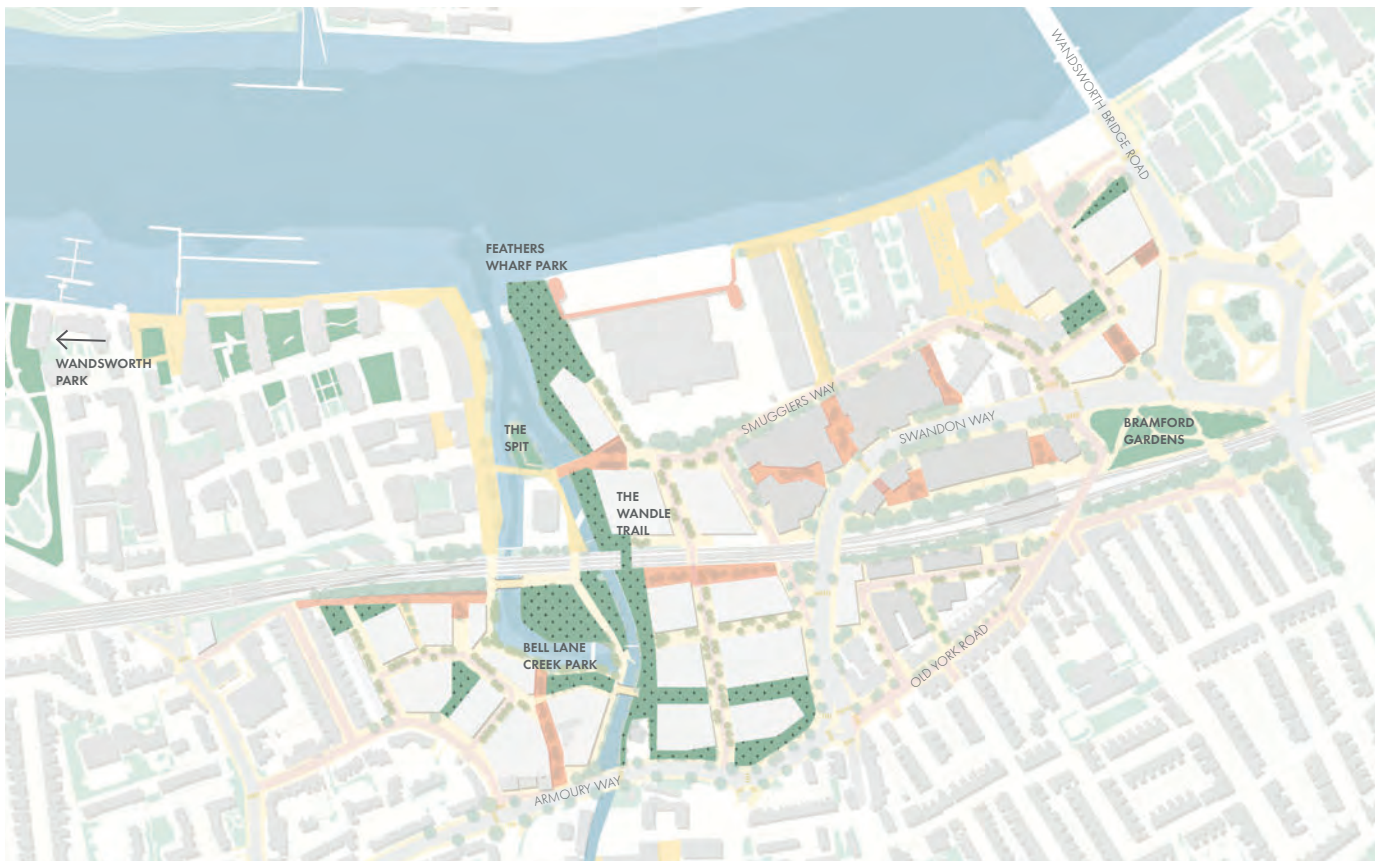 WANDSWORTH BRIDGE ROAD
FEATHERS
WHARF PARK
WANDSWORTH
PARK
THE
SPIT
SMUGGLERS WAY
SWANDON WAY
BRAMFORD
GARDENS
THE
WANDLE
TRAIL
BELL LANE
CREEK PARK
OLD YORK ROAD
ARMOURY WAY